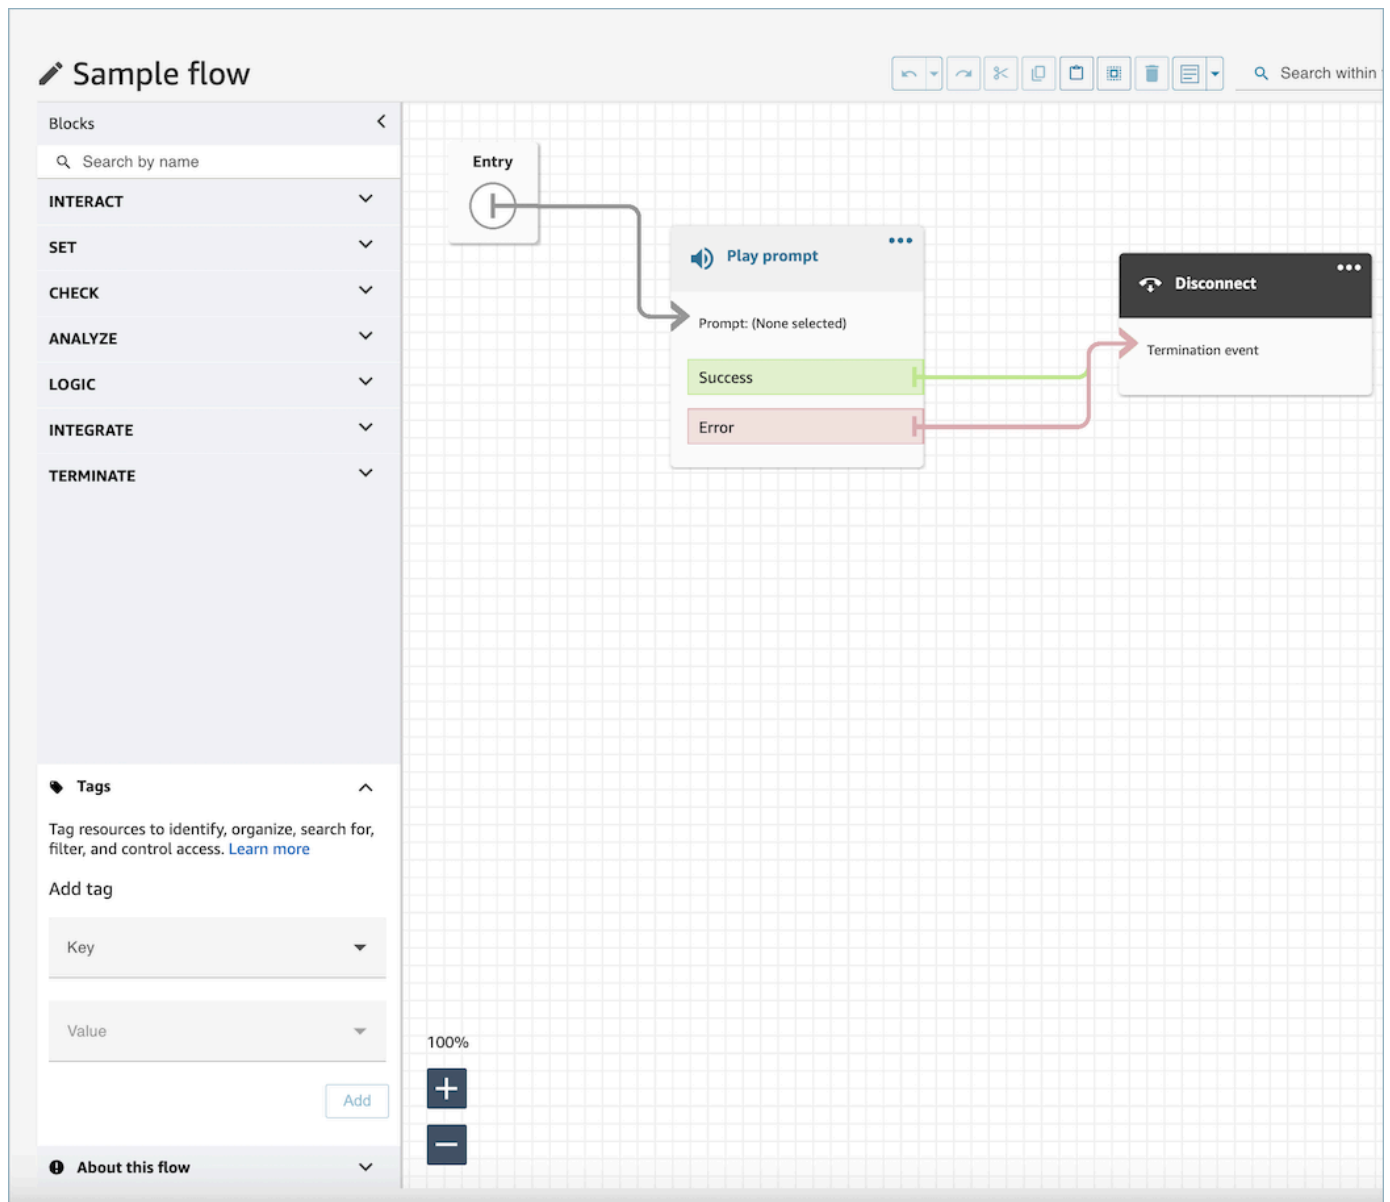 Sample flow
Search within
Blocks
Search by name
INTERACT
SET
CHECK
ANALYZE
LOGIC
INTEGRATE
TERMINATE
Tags
Tag resources to identify, organize, search for,
filter, and control access. Learn more
Add tag
Key
Value
Add
About this flow
Entry
Play prompt
Prompt: (None selected)
Success
Error
Disconnect
Termination event
100%